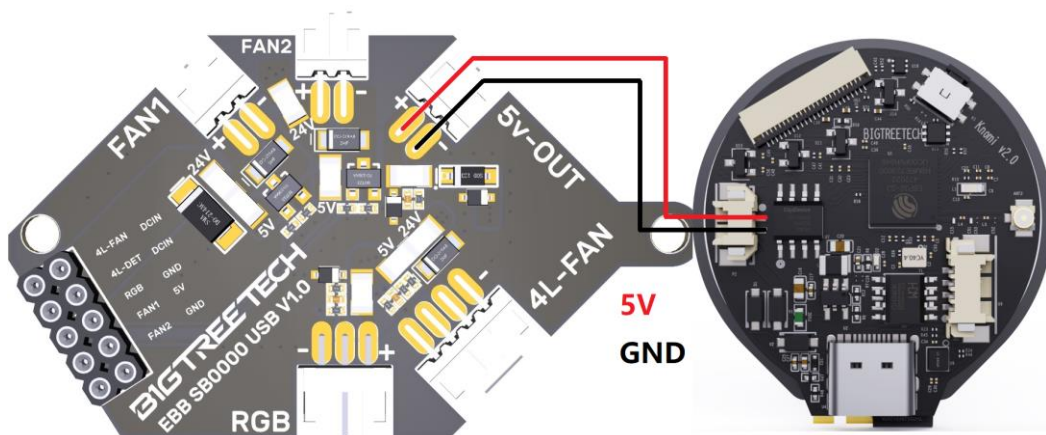 FAN2
FAN1
24V
24V
5V
5V
5V
24V
5V-OUT
4L-FAN
4L-FAN DCIN
4L-DET DCIN
RGB GND
FAN1 5V
FAN2 GND
BIGTREETECH
EBB SB0000 USB V1.0
RGB
5V
GND
BIGTREETECH
Knomi v2.0